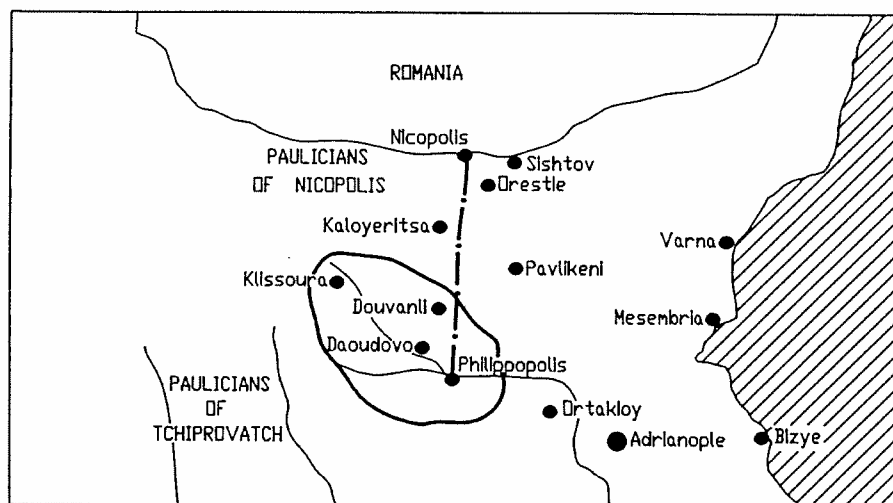 ROMANIA
Nicopolis
PAULICIANS
OF NICOPOLIS
Sishtov
Orestle
Kaloyeritsa
Varna
Pavlikeni
Klissoura
Douvanli
Mesembria
Daoudovo
Philippopolis
PAULICIANS
OF
TCHIPROVATCH
Ortakloy
Adrianople
Bizye